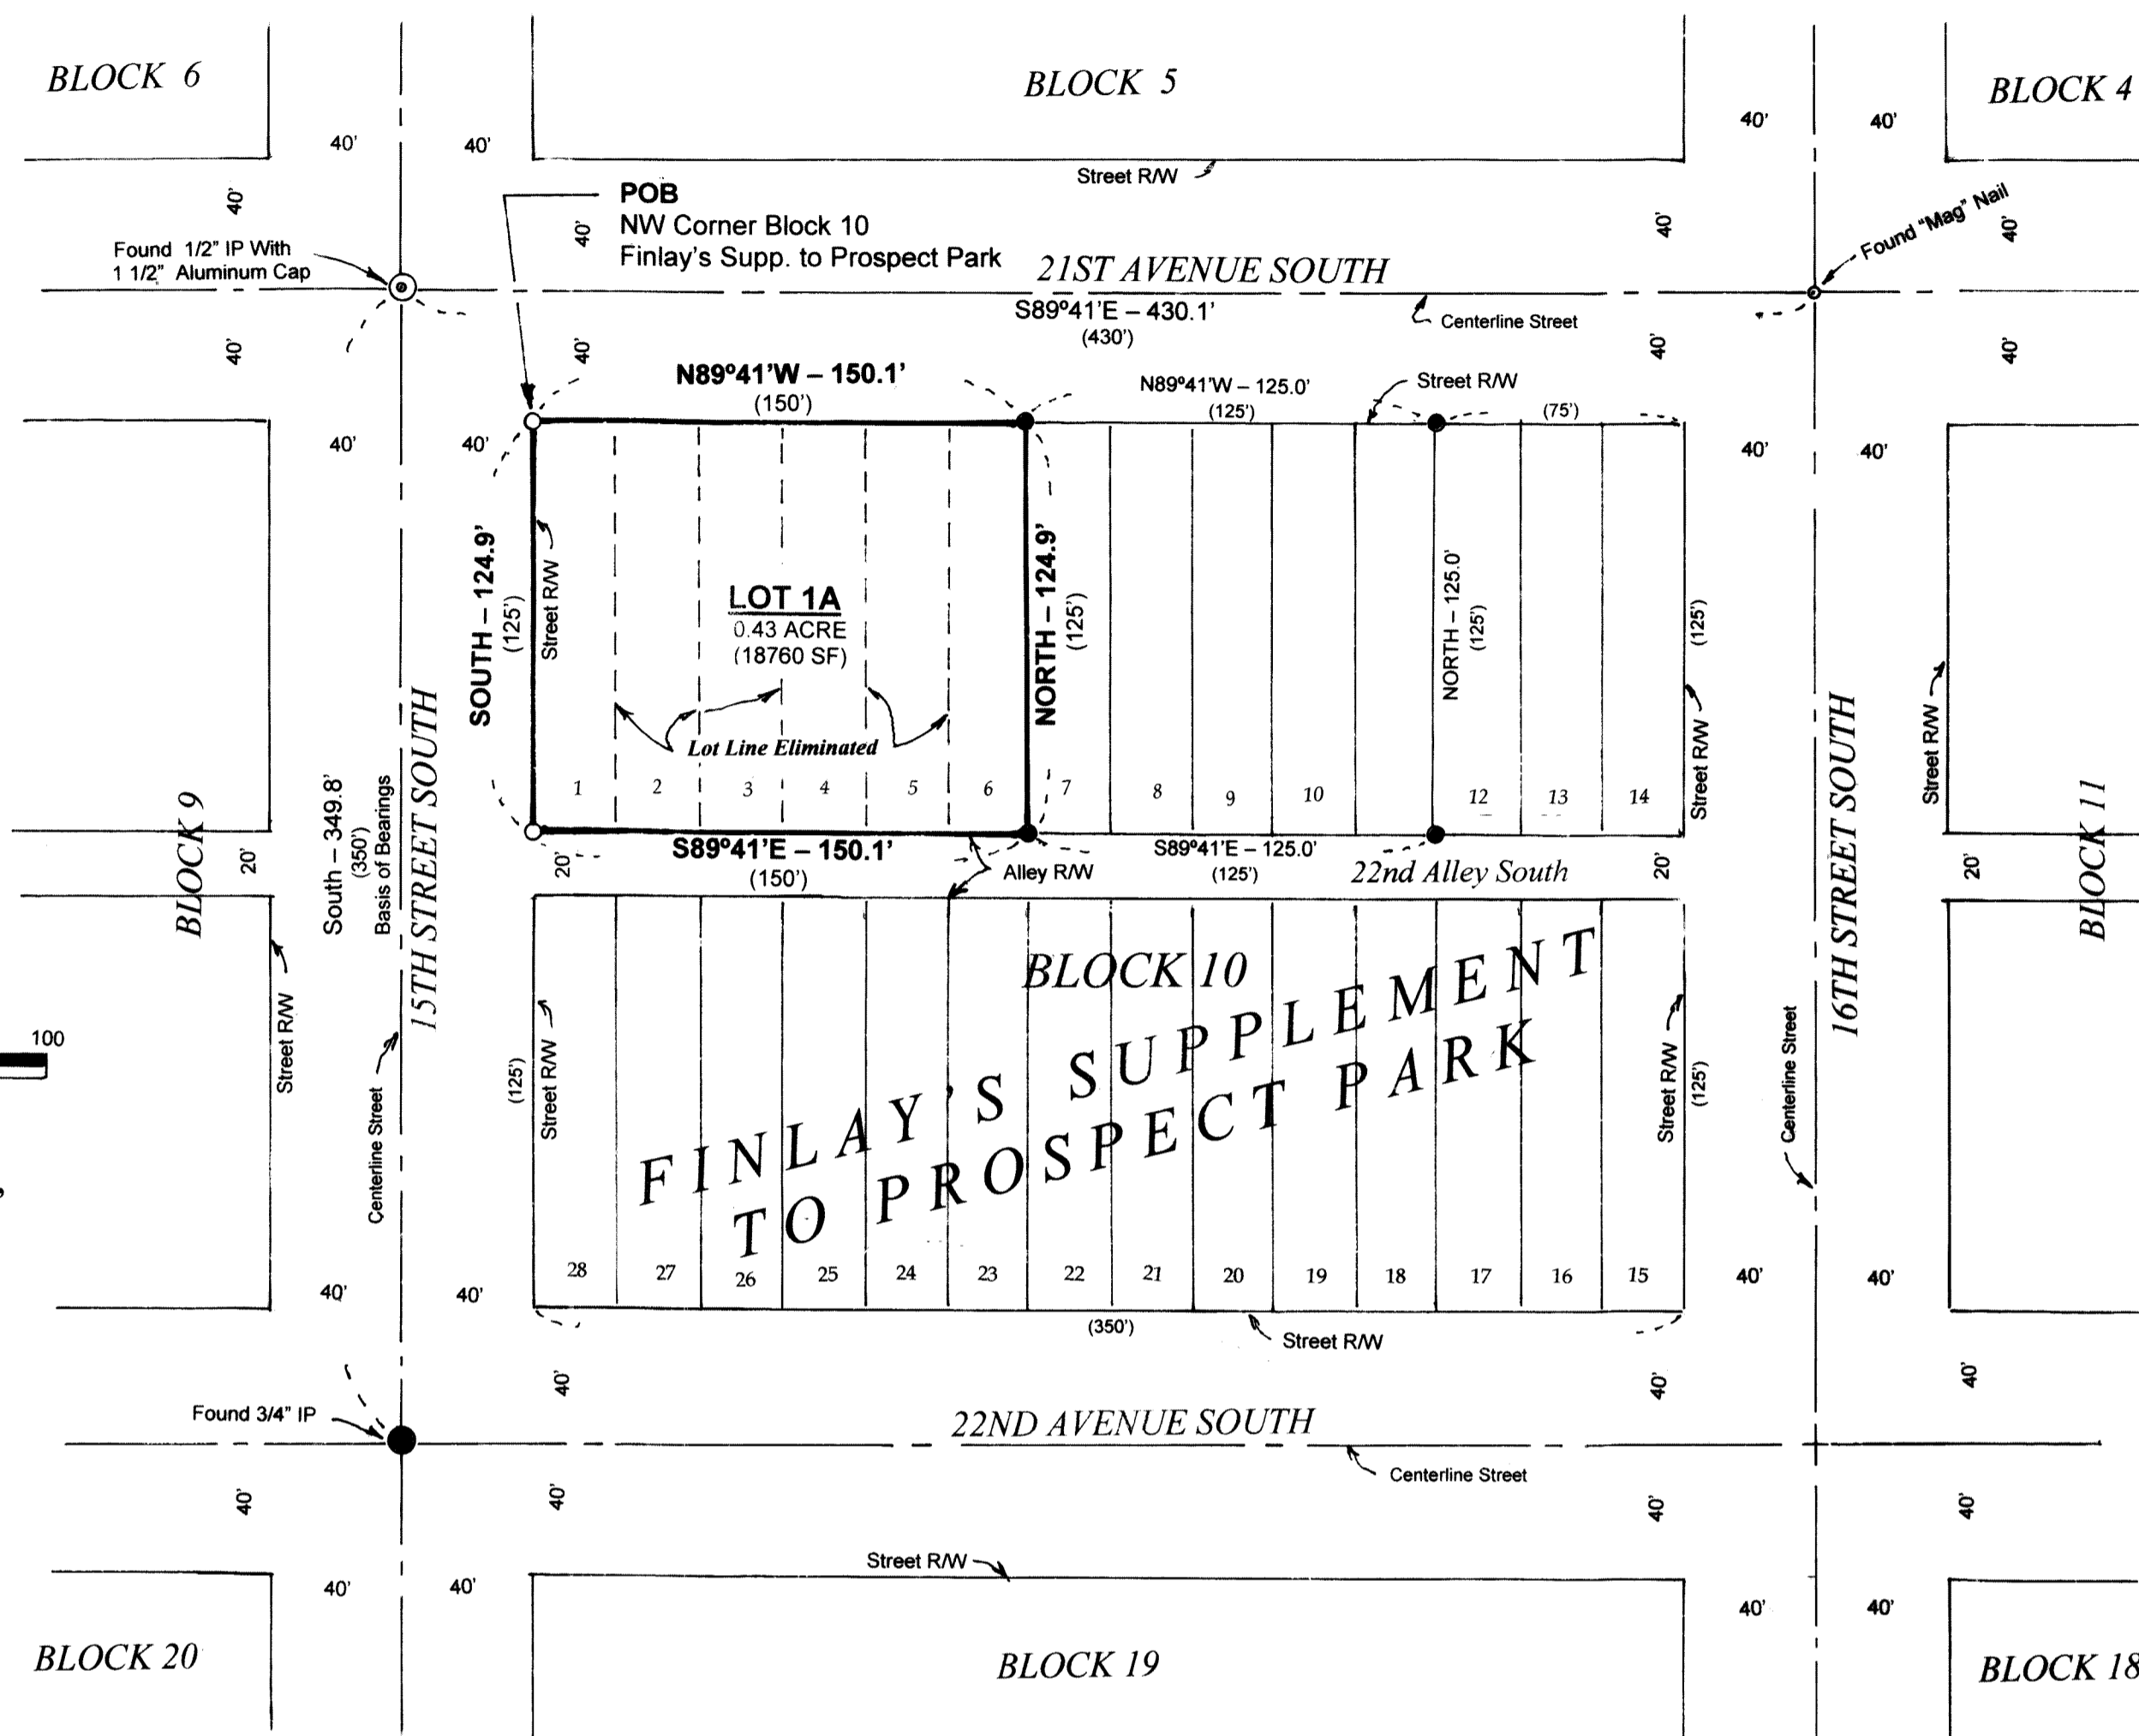 BLOCK 6
BLOCK 5
BLOCK 4
40'
40'
40'
40'
Street R/W
POB
NW Corner Block 10
Finlay's Supp. to Prospect Park
40'
40'
40'
40'
Found 1/2" IP With
1 1/2" Aluminum Cap
Found "Mag" Nail
21ST AVENUE SOUTH
S89º41'E – 430.1'
(430')
Centerline Street
40'
40'
40'
40'
N89º41'W – 150.1'
(150')
N89º41'W – 125.0'
(125')
Street R/W
(75')
40'
40'
40'
40'
SOUTH – 124.9'
(125')
Street R/W
LOT 1A
0.43 ACRE
(18760 SF)
Lot Line Eliminated
NORTH – 124.9'
(125')
NORTH – 125.0'
(125')
(125')
Street R/W
Street R/W
1
2
3
4
5
6
7
8
9
10
12
13
14
BLOCK 9
South – 349.8'
(350')
Basis of Bearings
15TH STREET SOUTH
16TH STREET SOUTH
BLOCK 11
20'
20'
S89º41'E – 150.1'
(150')
Alley R/W
S89º41'E – 125.0'
(125')
22nd Alley South
20'
20'
BLOCK 10
FINLAY'S SUPPLEMENT
TO PROSPECT PARK
100
Street R/W
Centerline Street
(125')
Street R/W
Street R/W
(125')
Centerline Street
28
27
26
25
24
23
22
21
20
19
18
17
16
15
40'
40'
40'
40'
(350')
Street R/W
40'
40'
40'
Found 3/4" IP
22ND AVENUE SOUTH
Centerline Street
40'
40'
40'
40'
Street R/W
40'
40'
40'
40'
BLOCK 20
BLOCK 19
BLOCK 18